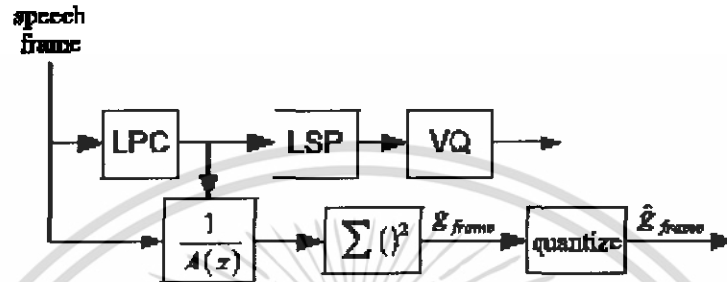 speech
frame
LPC
LSP
VQ
1
A(z)
∑()²
g frame
quantize
ĝ frame